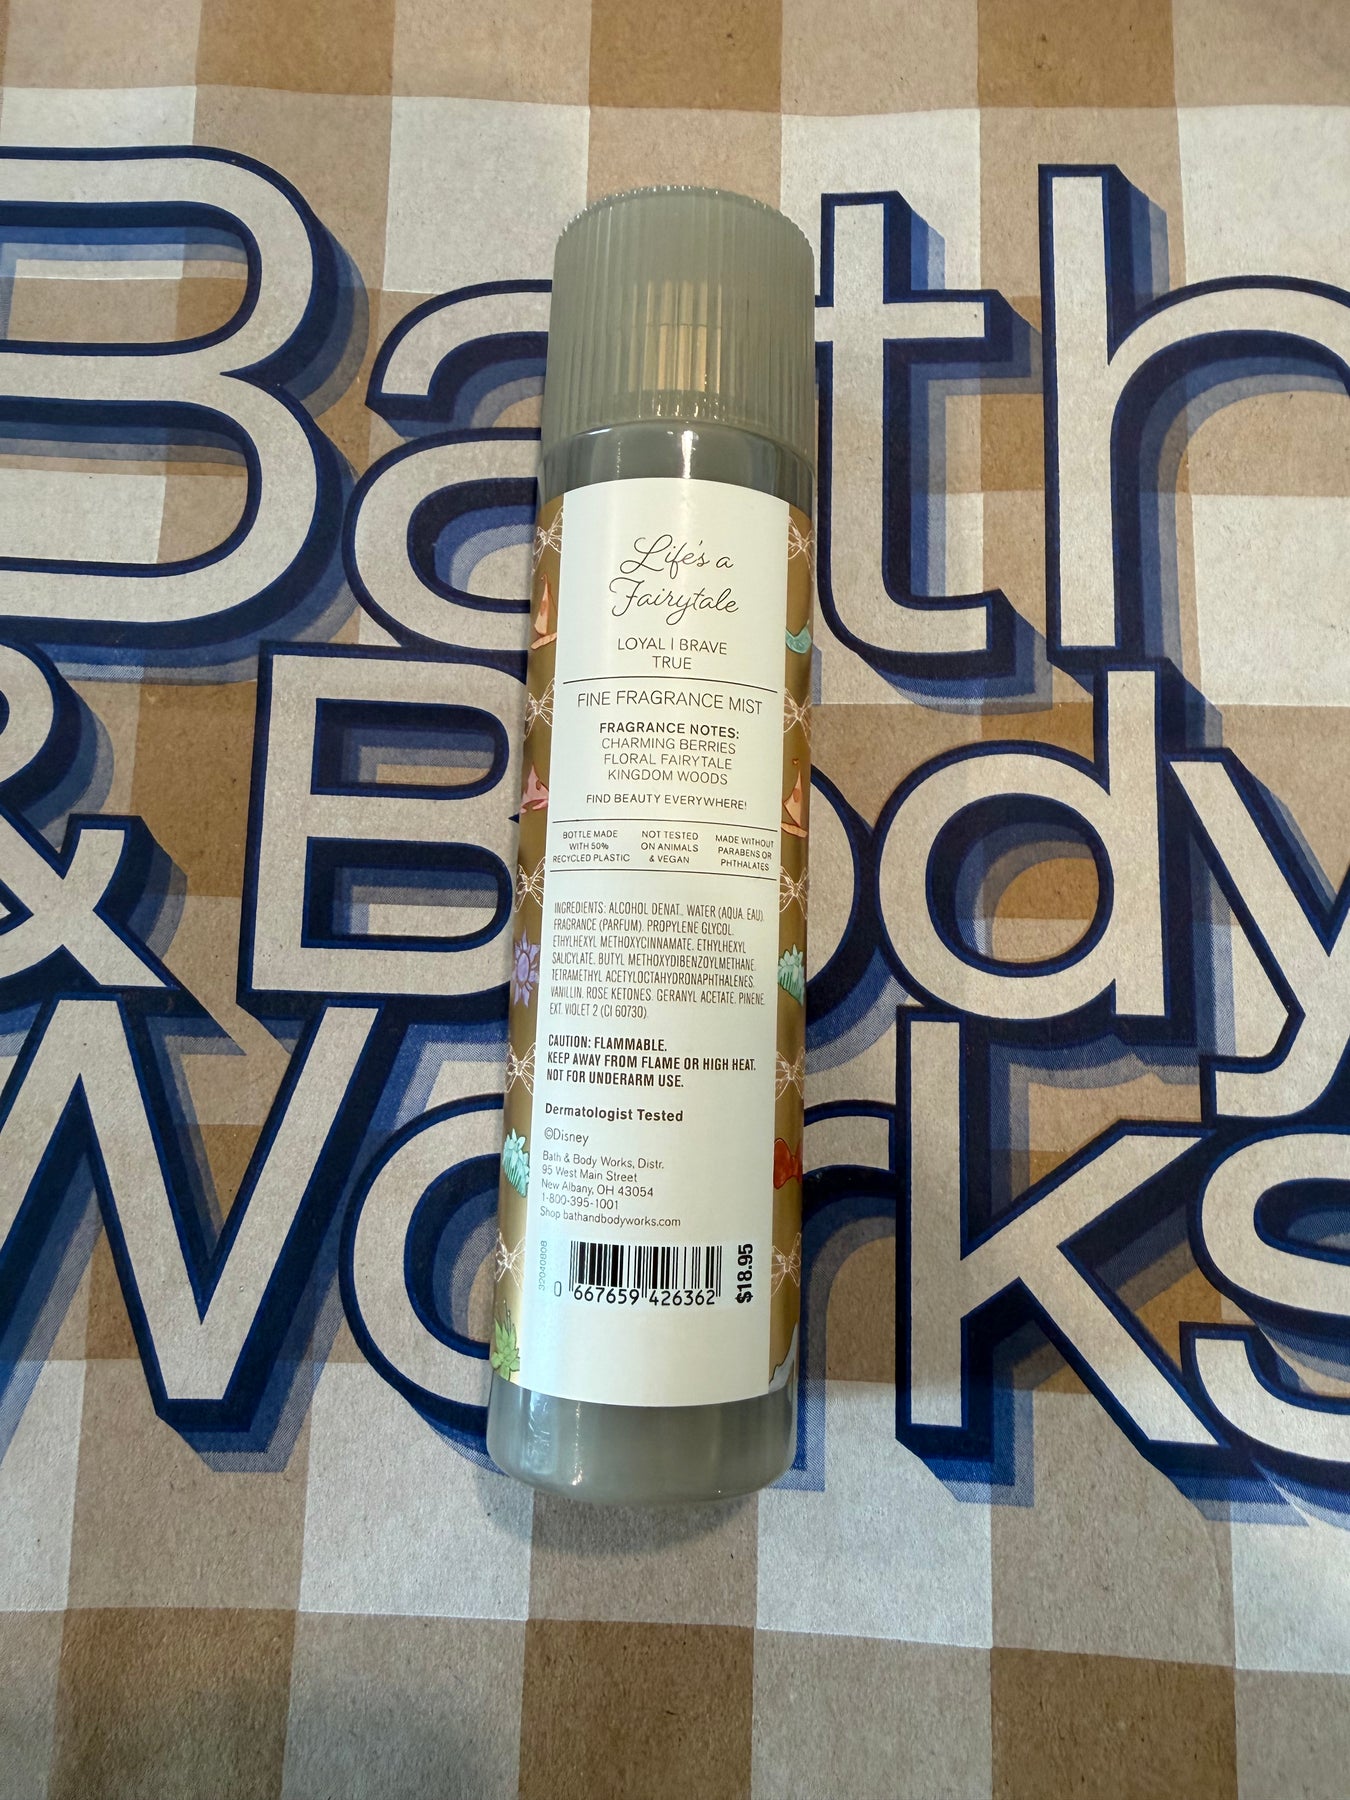 Bath
& Body
Works
Life's a
Fairytale
LOYAL | BRAVE
TRUE
FINE FRAGRANCE MIST
FRAGRANCE NOTES:
CHARMING BERRIES
FLORAL FAIRYTALE
KINGDOM WOODS
FIND BEAUTY EVERYWHERE!
BOTTLE MADE
WITH 50%
RECYCLED PLASTIC
NOT TESTED
ON ANIMALS
& VEGAN
MADE WITHOUT
PARABENS OR
PHTHALATES
INGREDIENTS: ALCOHOL DENAT., WATER (AQUA, EAU),
FRAGRANCE (PARFUM), PROPYLENE GLYCOL,
ETHYLHEXYL METHOXYCINNAMATE, ETHYLHEXYL
SALICYLATE, BUTYL METHOXYDIBENZOYLMETHANE,
TETRAMETHYL ACETYLOCTAHYDRONAPHTHALENES,
VANILLIN, ROSE KETONES, GERANYL ACETATE, PINENE,
EXT. VIOLET 2 (CI 60730).
CAUTION: FLAMMABLE.
KEEP AWAY FROM FLAME OR HIGH HEAT.
NOT FOR UNDERARM USE.
Dermatologist Tested
©Disney
Bath & Body Works, Distr.
95 West Main Street
New Albany, OH 43054
1-800-395-1001
Shop bathandbodyworks.com
0 667659 426362
$18.95